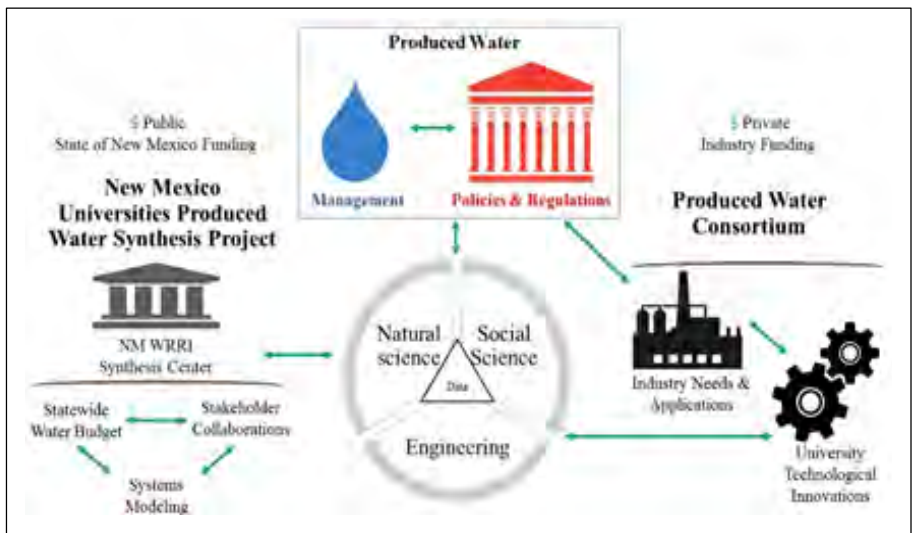 Produced Water
Management
Policies & Regulations
$ Public
State of New Mexico Funding
New Mexico
Universities Produced
Water Synthesis Project
NM WRRI
Synthesis Center
Statewide
Water Budget
Stakeholder
Collaborations
Systems
Modeling
Natural
science
Social
Science
Data
Engineering
$ Private
Industry Funding
Produced Water
Consortium
Industry Needs &
Applications
University
Technological
Innovations